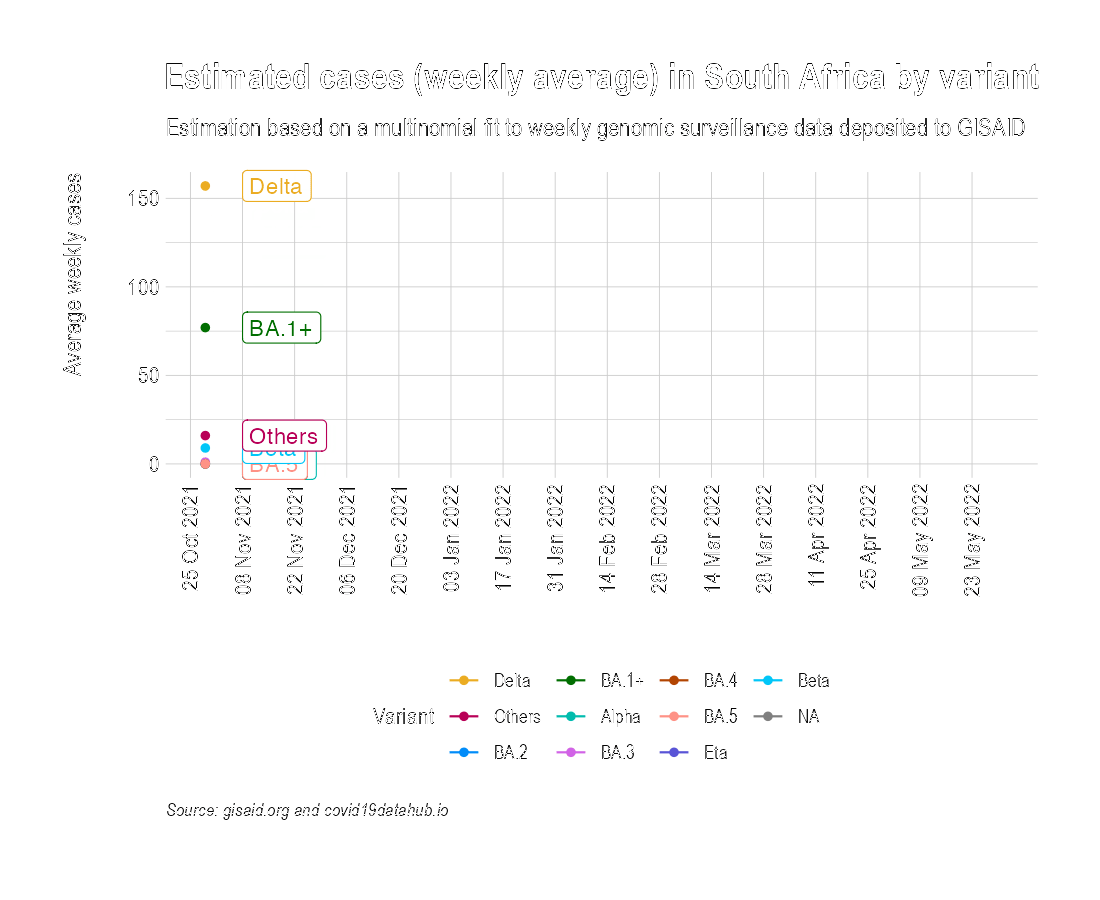 Estimated cases (weekly average) in South Africa by variant
Estimation based on a multinomial fit to weekly genomic surveillance data deposited to GISAID
Average weekly cases
150
100
50
0
Delta
BA.1+
Others
Beta
BA.5
25 Oct 2021
08 Nov 2021
22 Nov 2021
06 Dec 2021
20 Dec 2021
03 Jan 2022
17 Jan 2022
31 Jan 2022
14 Feb 2022
28 Feb 2022
14 Mar 2022
28 Mar 2022
11 Apr 2022
25 Apr 2022
09 May 2022
23 May 2022
Variant
Delta
BA.1+
BA.4
Beta
Others
Alpha
BA.5
NA
BA.2
BA.3
Eta
Source: gisaid.org and covid19datahub.io